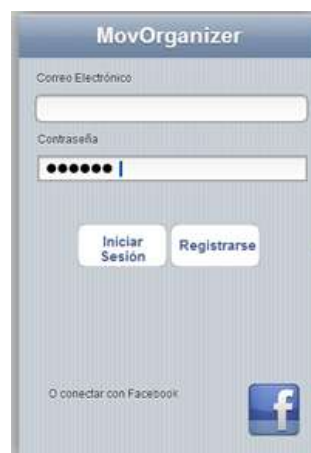 MovOrganizer
Correo Electrónico
Contraseña
●●●●●●
Iniciar
Sesión
Registrarse
O conectar con Facebook
f